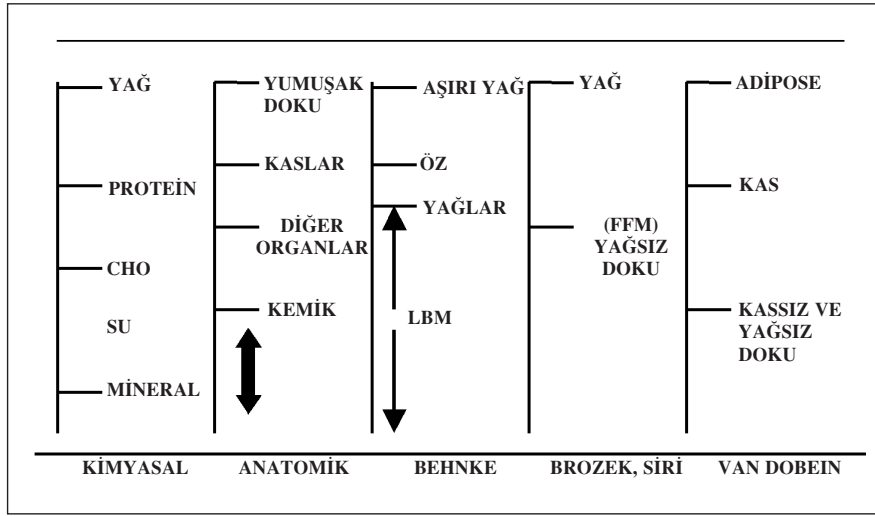 YAĞ
PROTEİN
CHO
SU
MİNERAL
KİMYASAL
YUMUŞAK
DOKU
KASLAR
DİĞER
ORGANLAR
KEMİK
ANATOMİK
AŞIRI YAĞ
ÖZ
YAĞLAR
LBM
BEHNKE
YAĞ
(FFM)
YAĞSIZ
DOKU
BROZEK, SİRİ
ADİPOSE
KAS
KASSIZ VE
YAĞSIZ
DOKU
VAN DOBEIN